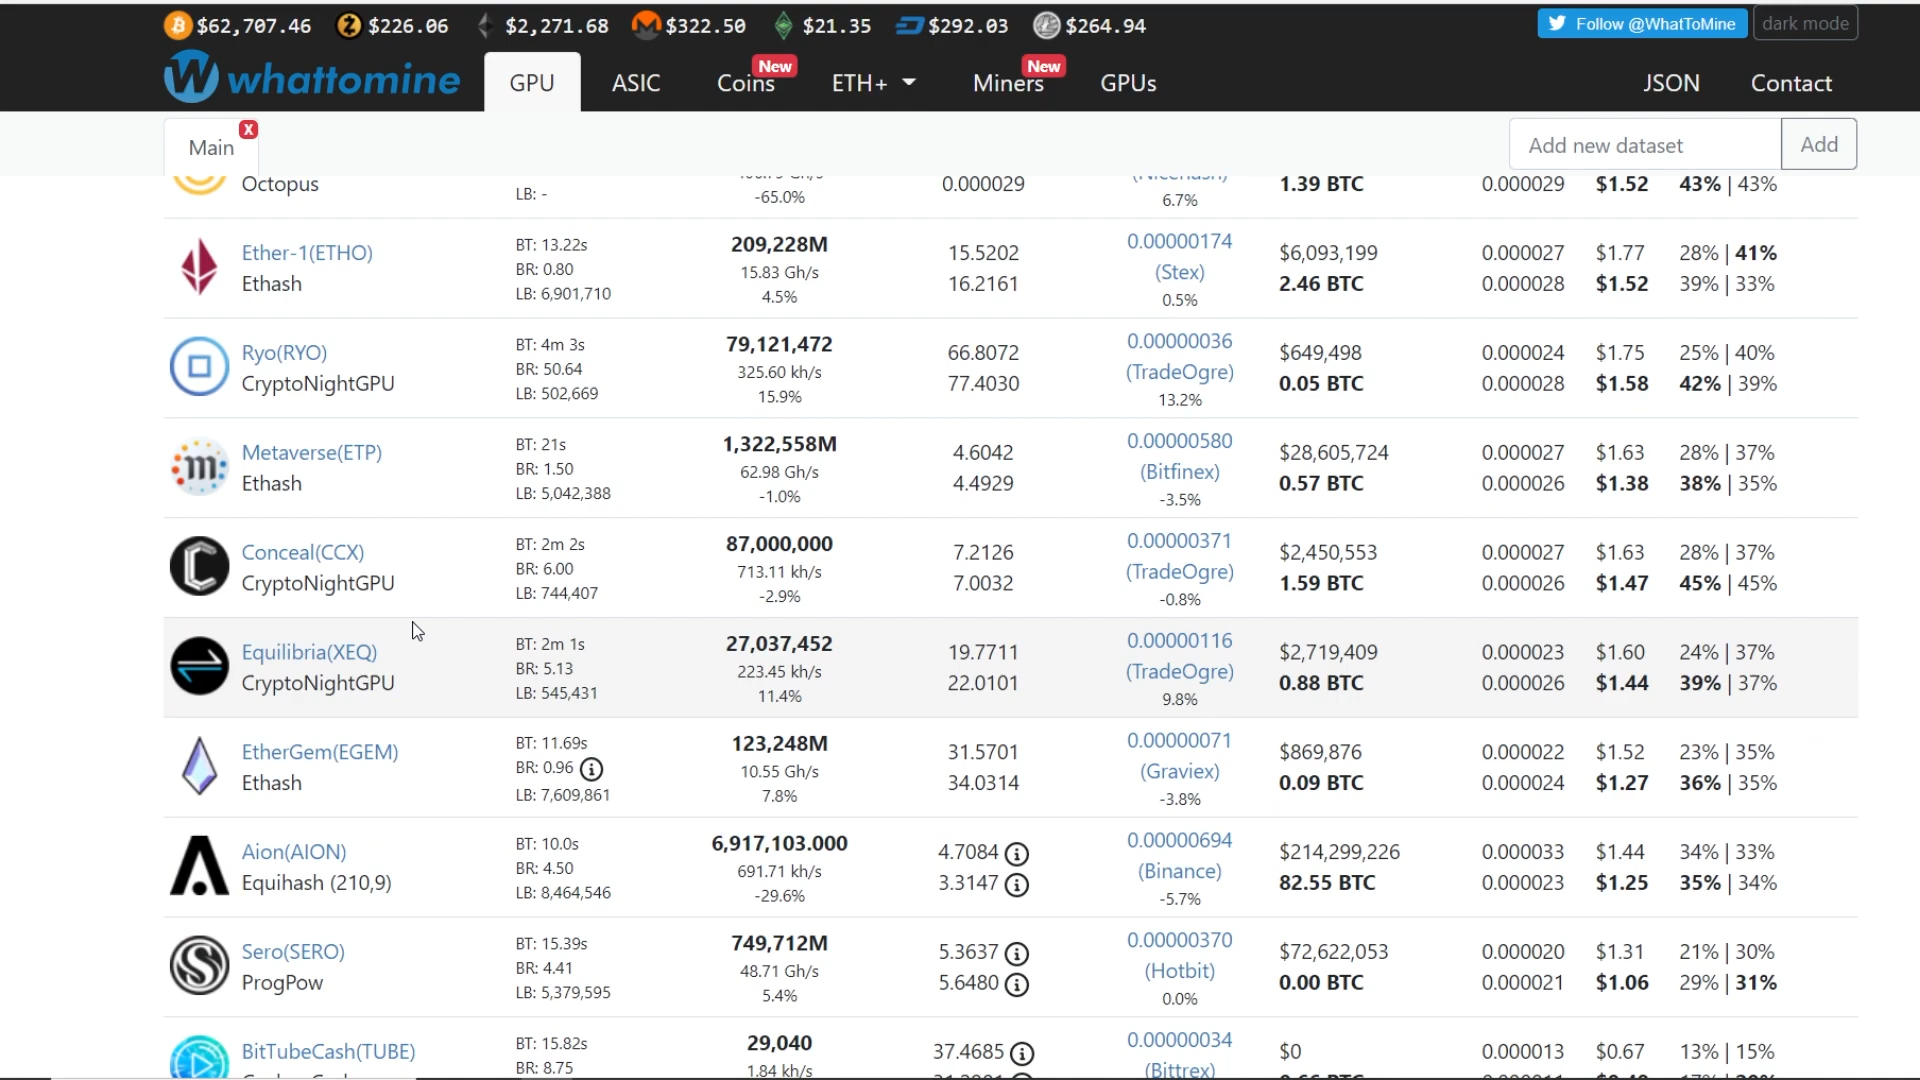 $62,707.46 $226.06 $2,271.68 $322.50 $21.35 $292.03 $264.94 Follow @WhatToMine dark mode
whattomine GPU ASIC Coins New ETH+ Miners New GPUs JSON Contact
Main X Add new dataset Add
Octopus LB: - -65.0% 0.000029 (Nicehash) 6.7% 1.39 BTC 0.000029 $1.52 43% | 43%
Ether-1(ETHO)
Ethash
BT: 13.22s
BR: 0.80
LB: 6,901,710
209,228M
15.83 Gh/s
4.5%
15.5202
16.2161
0.00000174
(Stex)
0.5%
$6,093,199
2.46 BTC
0.000027
0.000028
$1.77
$1.52
28% | 41%
39% | 33%
Ryo(RYO)
CryptoNightGPU
BT: 4m 3s
BR: 50.64
LB: 502,669
79,121,472
325.60 kh/s
15.9%
66.8072
77.4030
0.00000036
(TradeOgre)
13.2%
$649,498
0.05 BTC
0.000024
0.000028
$1.75
$1.58
25% | 40%
42% | 39%
Metaverse(ETP)
Ethash
BT: 21s
BR: 1.50
LB: 5,042,388
1,322,558M
62.98 Gh/s
-1.0%
4.6042
4.4929
0.00000580
(Bitfinex)
-3.5%
$28,605,724
0.57 BTC
0.000027
0.000026
$1.63
$1.38
28% | 37%
38% | 35%
Conceal(CCX)
CryptoNightGPU
BT: 2m 2s
BR: 6.00
LB: 744,407
87,000,000
713.11 kh/s
-2.9%
7.2126
7.0032
0.00000371
(TradeOgre)
-0.8%
$2,450,553
1.59 BTC
0.000027
0.000026
$1.63
$1.47
28% | 37%
45% | 45%
Equilibria(XEQ)
CryptoNightGPU
BT: 2m 1s
BR: 5.13
LB: 545,431
27,037,452
223.45 kh/s
11.4%
19.7711
22.0101
0.00000116
(TradeOgre)
9.8%
$2,719,409
0.88 BTC
0.000023
0.000026
$1.60
$1.44
24% | 37%
39% | 37%
EtherGem(EGEM)
Ethash
BT: 11.69s
BR: 0.96
LB: 7,609,861
123,248M
10.55 Gh/s
7.8%
31.5701
34.0314
0.00000071
(Graviex)
-3.8%
$869,876
0.09 BTC
0.000022
0.000024
$1.52
$1.27
23% | 35%
36% | 35%
Aion(AION)
Equihash (210,9)
BT: 10.0s
BR: 4.50
LB: 8,464,546
6,917,103.000
691.71 kh/s
-29.6%
4.7084
3.3147
0.00000694
(Binance)
-5.7%
$214,299,226
82.55 BTC
0.000033
0.000023
$1.44
$1.25
34% | 33%
35% | 34%
Sero(SERO)
ProgPow
BT: 15.39s
BR: 4.41
LB: 5,379,595
749,712M
48.71 Gh/s
5.4%
5.3637
5.6480
0.00000370
(Hotbit)
0.0%
$72,622,053
0.00 BTC
0.000020
0.000021
$1.31
$1.06
21% | 30%
29% | 31%
BitTubeCash(TUBE)
BT: 15.82s
BR: 8.75
29,040
1.84 kh/s
37.4685
0.00000034
(Bittrex)
$0
0.000013
$0.67
13% | 15%